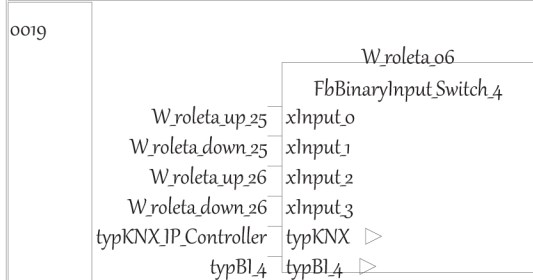 0019
W_roleta_06
FbBinaryInput_Switch_4
W_roleta_up_25 xInput_0
W_roleta_down_25 xInput_1
W_roleta_up_26 xInput_2
W_roleta_down_26 xInput_3
typKNX_IP_Controller typKNX
typBI_4 typBI_4